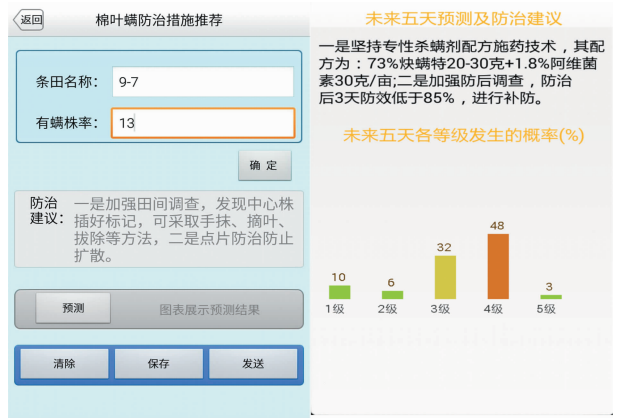 返回
棉叶螨防治措施推荐
条田名称：
9-7
有螨株率：
13
确 定
防治
建议：
一是加强田间调查，发现中心株
插好标记，可采取手抹、摘叶、
拔除等方法，二是点片防治防止
扩散。
预测
图表展示预测结果
清除
保存
发送
未来五天预测及防治建议
一是坚持专性杀螨剂配方施药技术，其配
方为：73%炔螨特20-30克+1.8%阿维菌
素30克/亩;二是加强防后调查，防治
后3天防效低于85%，进行补防。
未来五天各等级发生的概率(%)
10
6
32
48
3
1级
2级
3级
4级
5级